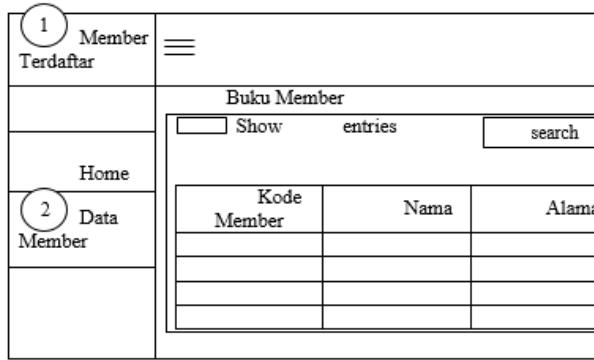 1
Member
Terdaftar
Buku Member
Show entries
search
Home
Kode
Member
Nama
Alama
2
Data
Member